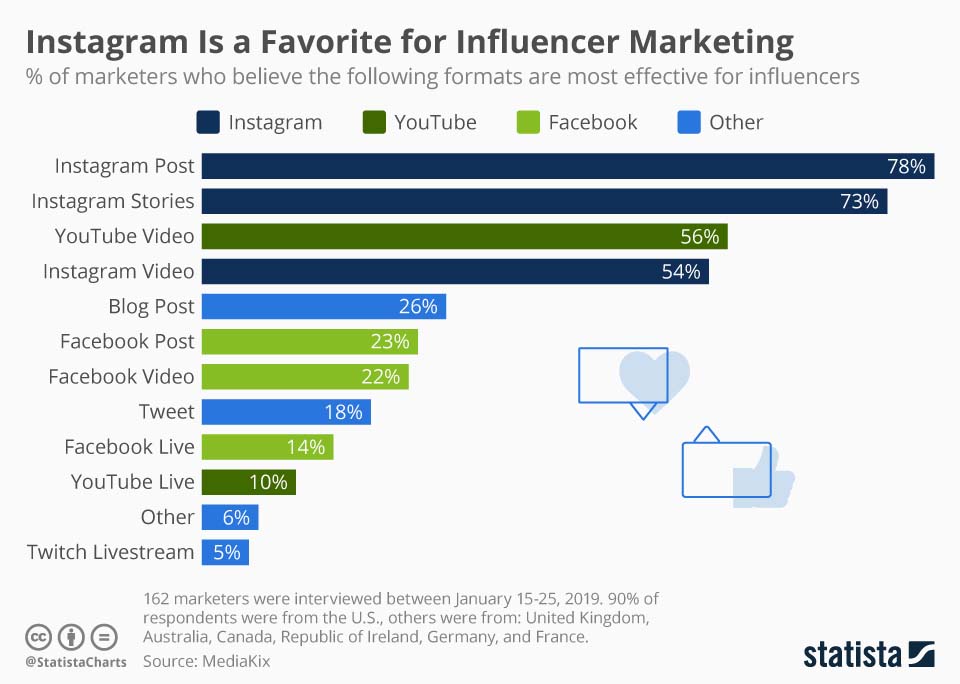 Instagram Is a Favorite for Influencer Marketing
% of marketers who believe the following formats are most effective for influencers
Instagram YouTube Facebook Other
Instagram Post 78%
Instagram Stories 73%
YouTube Video 56%
Instagram Video 54%
Blog Post 26%
Facebook Post 23%
Facebook Video 22%
Tweet 18%
Facebook Live 14%
YouTube Live 10%
Other 6%
Twitch Livestream 5%
162 marketers were interviewed between January 15-25, 2019. 90% of
respondents were from the U.S., others were from: United Kingdom,
Australia, Canada, Republic of Ireland, Germany, and France.
cc
@StatistaCharts Source: MediaKix
statista